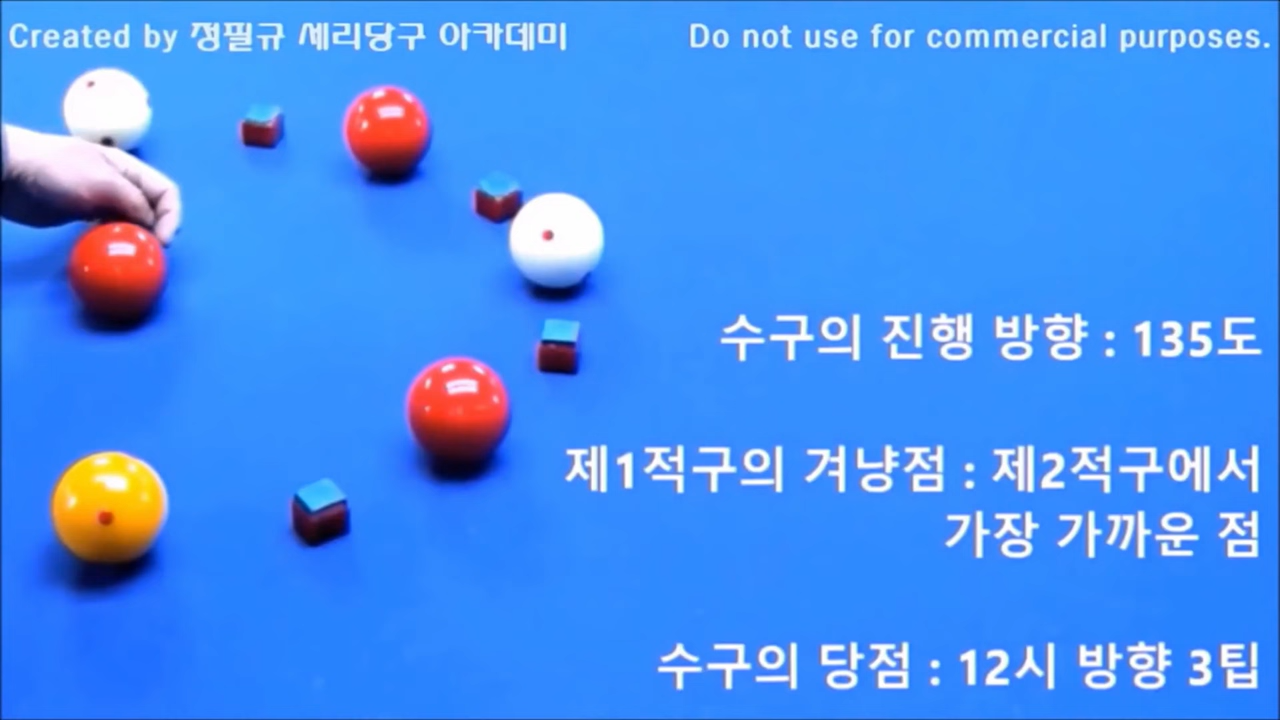 Created by 정필규 세리당구 아카데미
Do not use for commercial purposes.
수구의 진행 방향 : 135도
제1적구의 겨냥점 : 제2적구에서
가장 가까운 점
수구의 당점 : 12시 방향 3팁